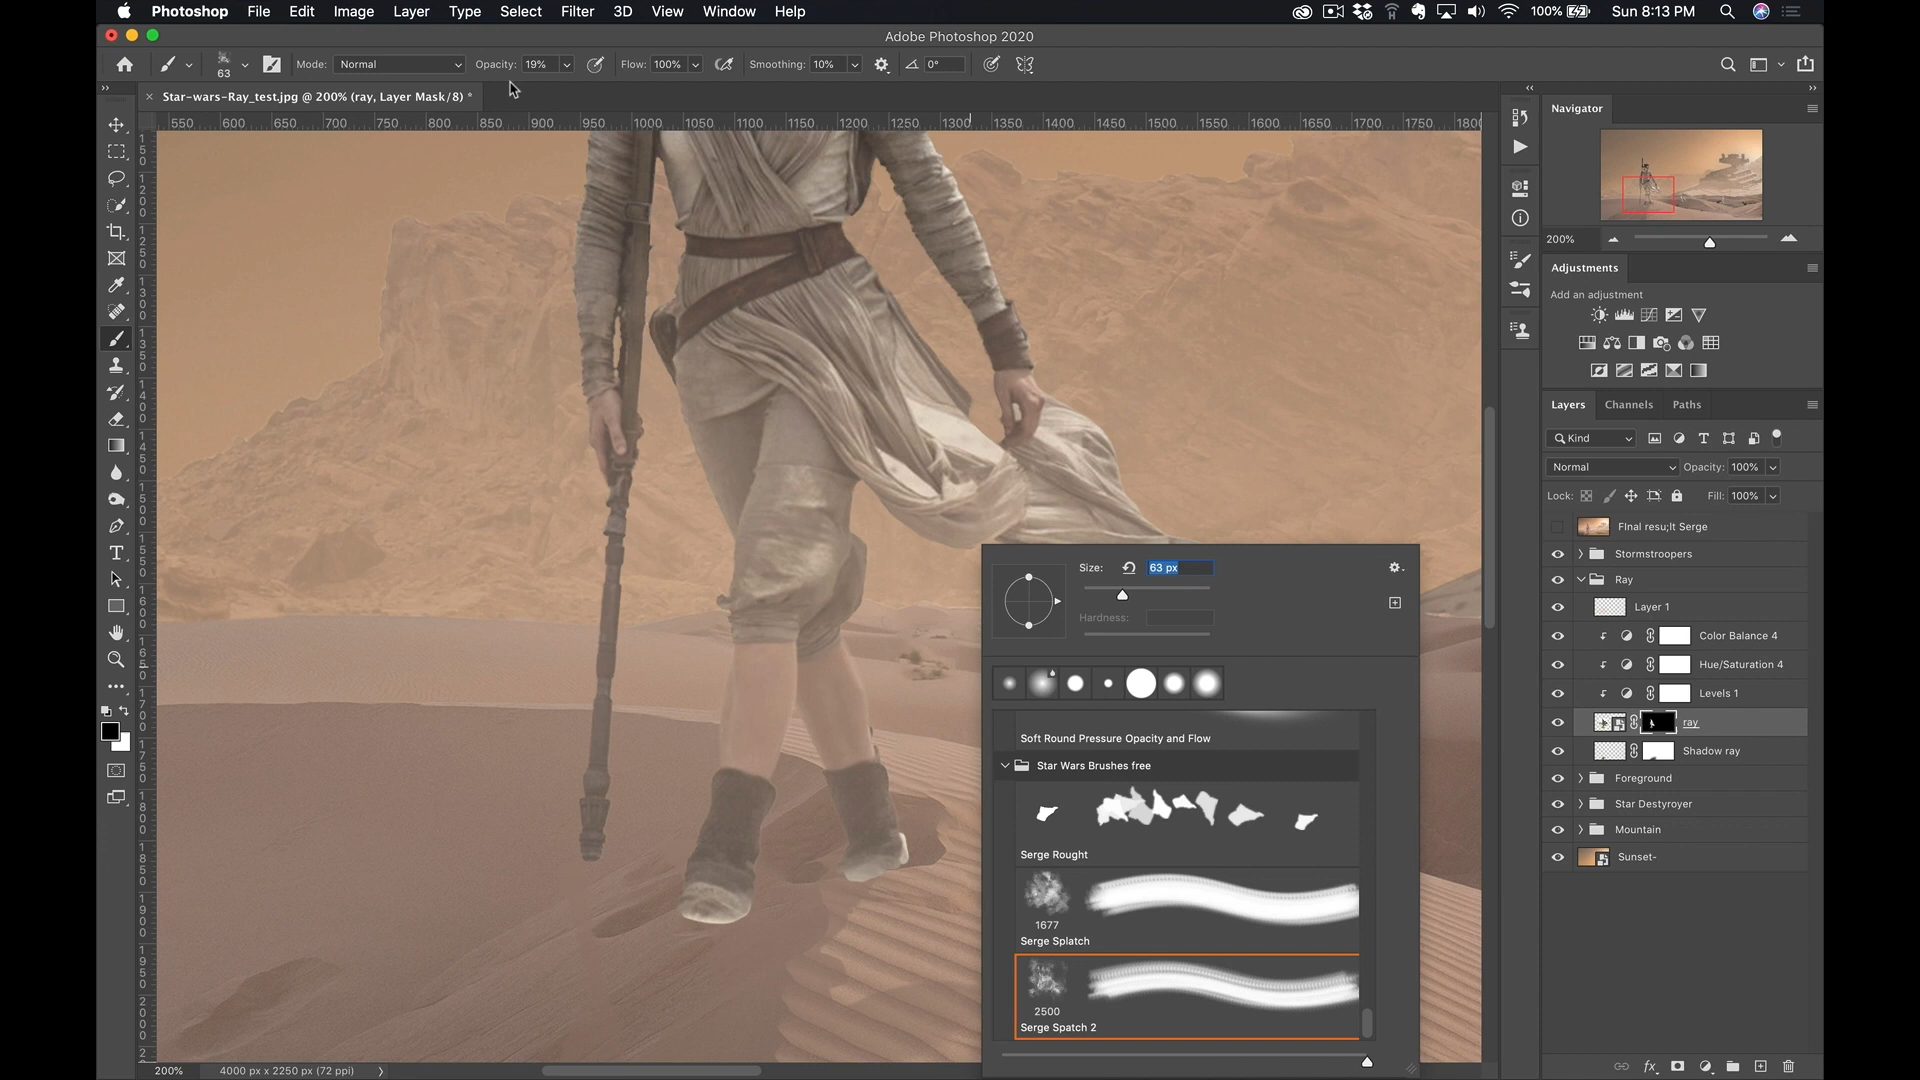 Photoshop File Edit Image Layer Type Select Filter 3D View Window Help 100% Sun 8:13 PM
Adobe Photoshop 2020
63 Mode: Normal Opacity: 19% Flow: 100% Smoothing: 10% 0°
Star-wars-Ray_test.jpg @ 200% (ray, Layer Mask/8) *
550 600 650 700 750 800 850 900 950 1000 1050 1100 1150 1200 1250 1300 1350 1400 1450 1500 1550 1600 1650 1700 1750 1800
Navigator
200%
Adjustments
Add an adjustment
Layers Channels Paths
Kind
Normal Opacity: 100%
Lock: Fill: 100%
FInal resu;lt Serge
Stormstroopers
Ray
Layer 1
Color Balance 4
Hue/Saturation 4
Levels 1
ray
Shadow ray
Foreground
Star Destyroyer
Mountain
Sunset-
Size: 63 px
Hardness:
Soft Round Pressure Opacity and Flow
Star Wars Brushes free
Serge Rought
1677
Serge Splatch
2500
Serge Spatch 2
200% 4000 px x 2250 px (72 ppi)